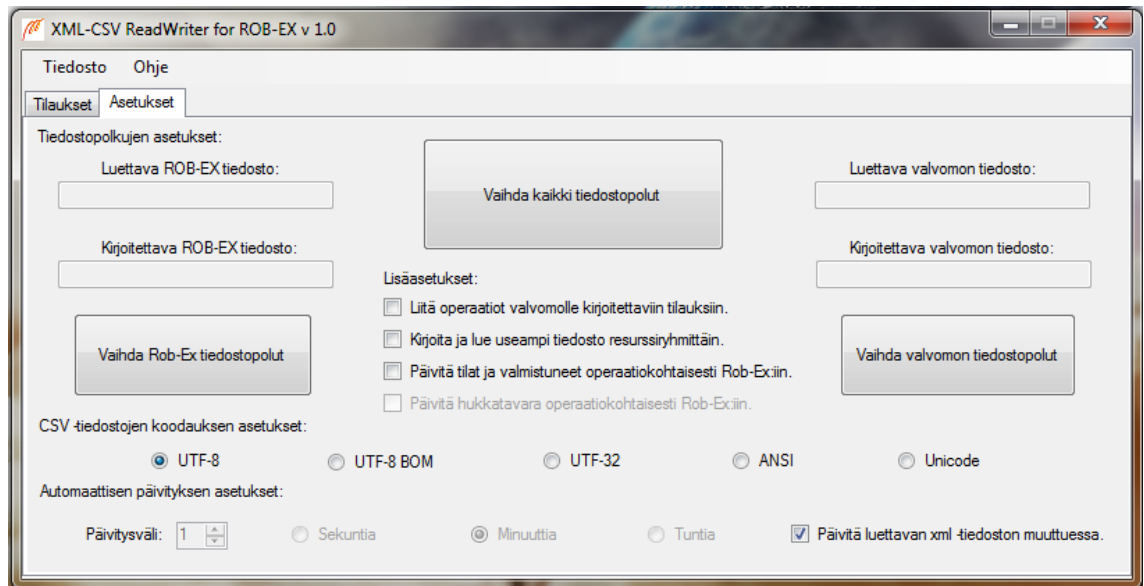 XML-CSV ReadWriter for ROB-EX v 1.0
Tiedosto Ohje
Tilaukset Asetukset
Tiedostopolkujen asetukset:
Luettava ROB-EX tiedosto:
Vaihda kaikki tiedostopolut
Luettava valvomon tiedosto:
Kirjoitettava ROB-EX tiedosto:
Kirjoitettava valvomon tiedosto:
Lisäasetukset:
Liitä operaatiot valvomolle kirjoitettaviin tilauksiin.
Kirjoita ja lue useampi tiedosto resurssiryhmittäin.
Vaihda Rob-Ex tiedostopolut
Vaihda valvomon tiedostopolut
Päivitä tilat ja valmistuneet operaatiokohtaisesti Rob-Ex:iin.
Päivitä hukkatavara operaatiokohtaisesti Rob-Ex:iin.
CSV -tiedostojen koodauksen asetukset:
UTF-8 UTF-8 BOM UTF-32 ANSI Unicode
Automaattisen päivityksen asetukset:
Päivitysväli: 1 Sekuntia Minuuttia Tuntia Päivitä luettavan xml -tiedoston muuttuessa.